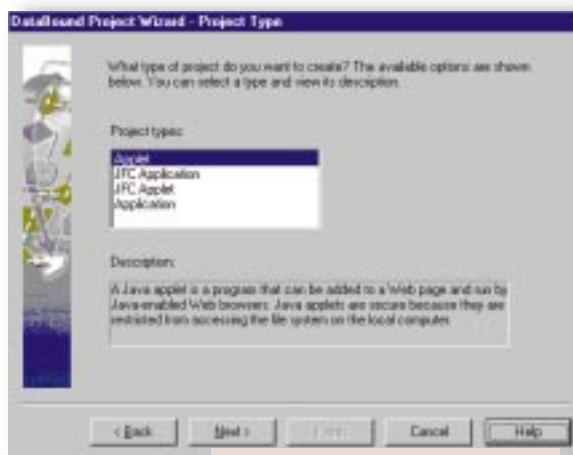 DataBound Project Wizard - Project Type
What type of project do you want to create? The available options are shown
below. You can select a type and view its description.
Project types:
Applet
JFC Application
JFC Applet
Application
Description:
A Java applet is a program that can be added to a Web page and run by
Java-enabled Web browsers. Java applets are secure because they are
restricted from accessing the file system on the local computer.
< Back
Next >
Cancel
Help